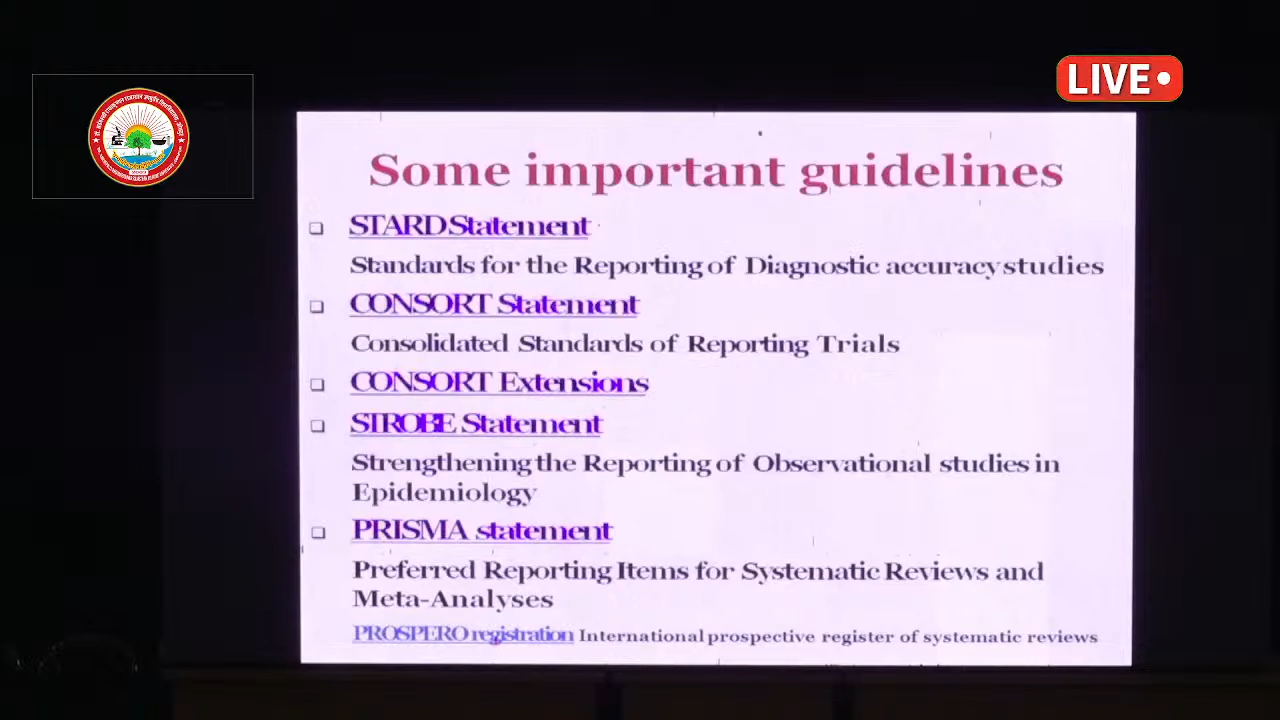 LIVE
Some important guidelines
STARD Statement
Standards for the Reporting of Diagnostic accuracy studies
CONSORT Statement
Consolidated Standards of Reporting Trials
CONSORT Extensions
STROBE Statement
Strengthening the Reporting of Observational studies in
Epidemiology
PRISMA statement
Preferred Reporting Items for Systematic Reviews and
Meta-Analyses
PROSPERO registration International prospective register of systematic reviews